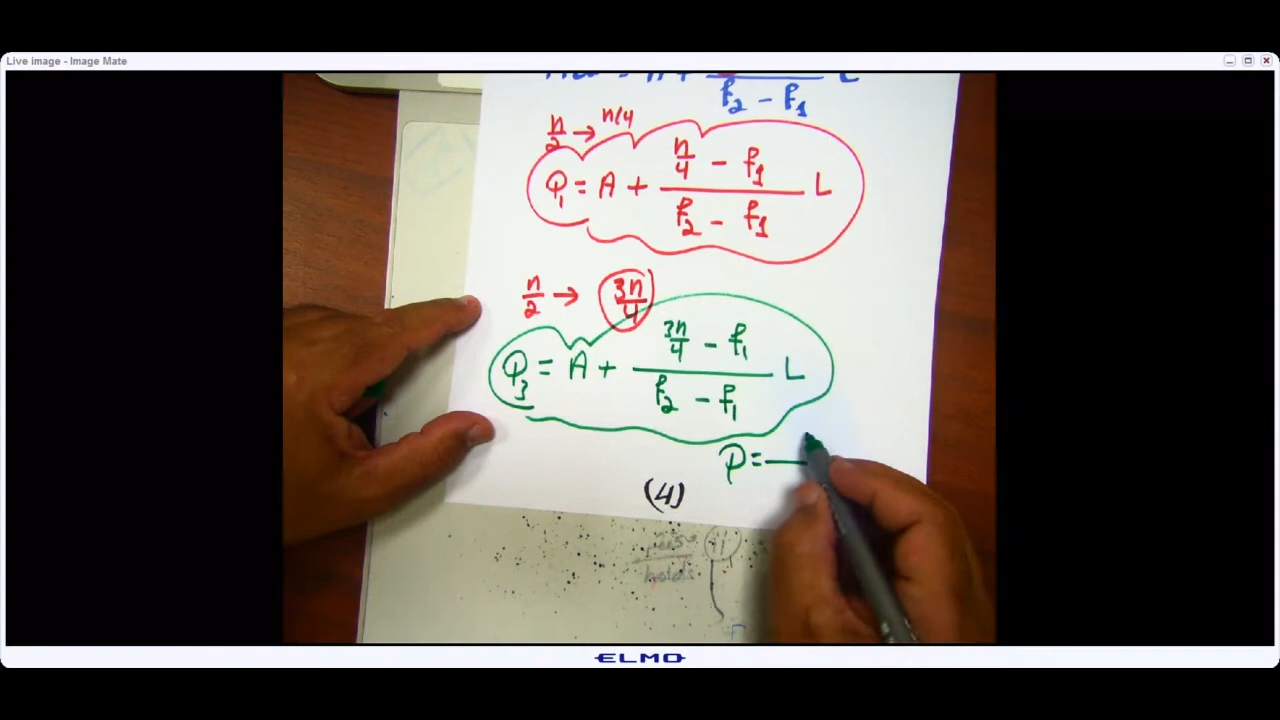 Live image - Image Mate
F₂ - F₁
n/2 → n/4
Q₁ = A + (n/4 - F₁)/(F₂ - F₁) L
n/2 → 3n/4
Q₃ = A + (3n/4 - F₁)/(F₂ - F₁) L
P = —
(4)
holds
ELMO